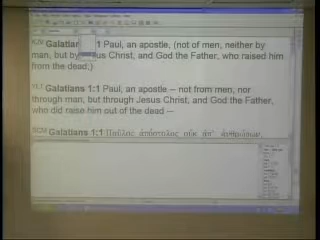 KJV Galatian 1 Paul, an apostle, (not of men, neither by
man, but by us Christ, and God the Father, who raised him
from the dead;)
YLT Galatians 1:1 Paul, an apostle — not from men, nor
through man, but through Jesus Christ, and God the Father,
who did raise him out of the dead —
Galatians 1:1 Παῦλος ἀπόστολος οὐκ ἀπ᾽ ἀνθρώπων,